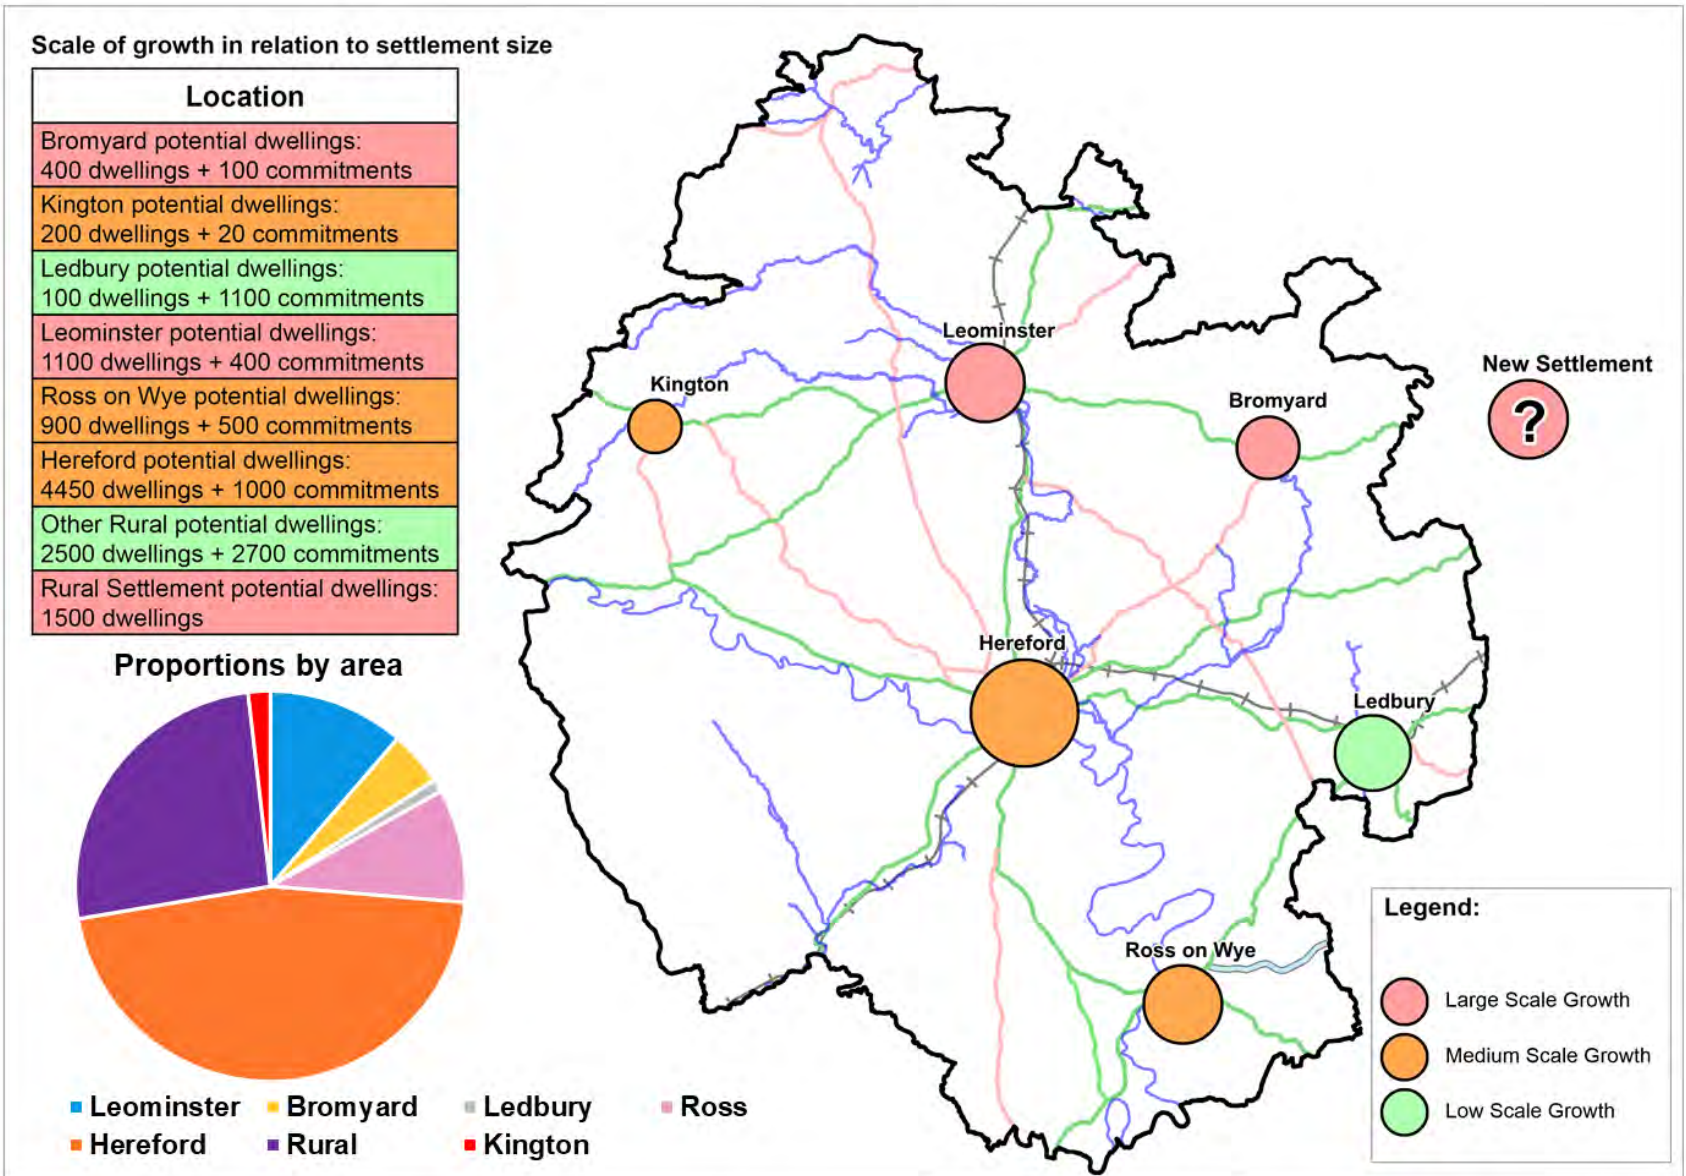 Scale of growth in relation to settlement size
Location
Bromyard potential dwellings:
400 dwellings + 100 commitments
Kington potential dwellings:
200 dwellings + 20 commitments
Ledbury potential dwellings:
100 dwellings + 1100 commitments
Leominster potential dwellings:
1100 dwellings + 400 commitments
Ross on Wye potential dwellings:
900 dwellings + 500 commitments
Hereford potential dwellings:
4450 dwellings + 1000 commitments
Other Rural potential dwellings:
2500 dwellings + 2700 commitments
Rural Settlement potential dwellings:
1500 dwellings
Proportions by area
Leominster
Bromyard
Ledbury
Ross
Hereford
Rural
Kington
Leominster
Kington
Bromyard
New Settlement
?
Hereford
Ledbury
Ross on Wye
Legend:
Large Scale Growth
Medium Scale Growth
Low Scale Growth